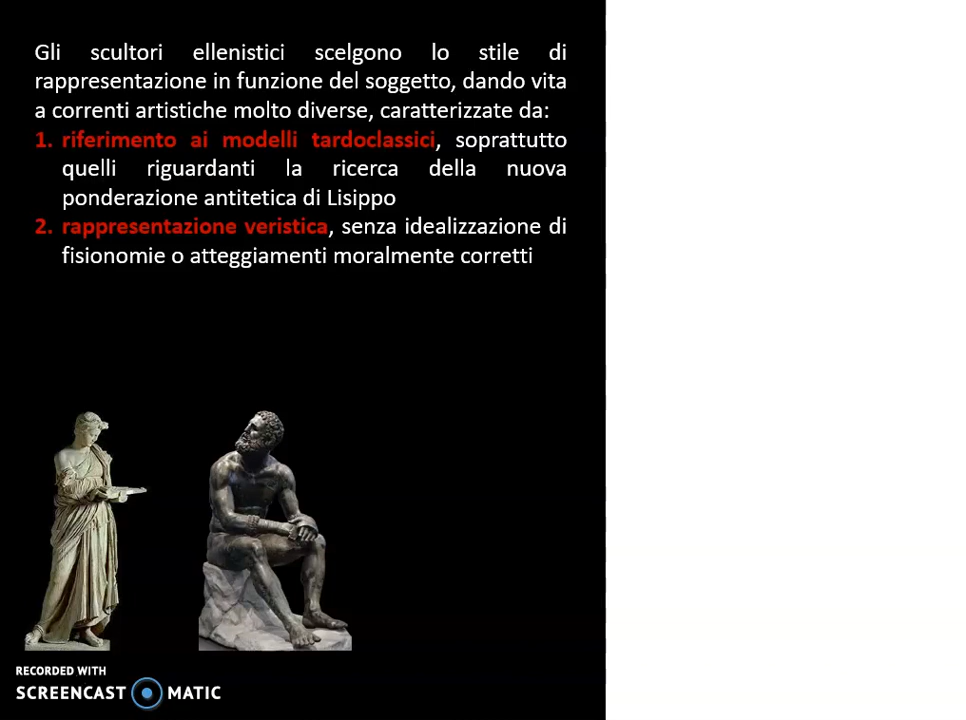 Gli scultori ellenistici scelgono lo stile di
rappresentazione in funzione del soggetto, dando vita
a correnti artistiche molto diverse, caratterizzate da:
1. riferimento ai modelli tardoclassici, soprattutto
quelli riguardanti la ricerca della nuova
ponderazione antitetica di Lisippo
2. rappresentazione veristica, senza idealizzazione di
fisionomie o atteggiamenti moralmente corretti
RECORDED WITH
SCREENCAST MATIC